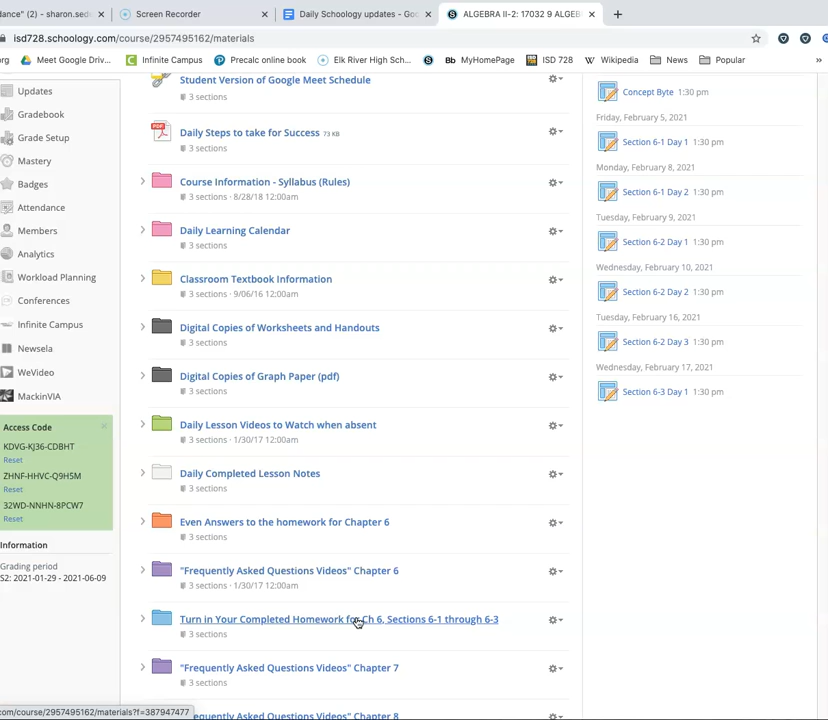 dance" (2) - sharon.sed
Screen Recorder
Daily Schoology updates - Goo
ALGEBRA II-2: 17032 9 ALGEB
isd728.schoology.com/course/2957495162/materials
Meet Google Driv...
Infinite Campus
Precalc online book
Elk River High Sch...
Bb MyHomePage
ISD 728
Wikipedia
News
Popular
»
Updates
Gradebook
Grade Setup
Mastery
Badges
Attendance
Members
Analytics
Workload Planning
Conferences
Infinite Campus
Newsela
WeVideo
MackinVIA
Access Code
KDVG-KJ36-CDBHT
Reset
ZHNF-HHVC-Q9H5M
Reset
32WD-NNHN-8PCW7
Reset
Information
Grading period
S2: 2021-01-29 - 2021-06-09
Student Version of Google Meet Schedule
3 sections
PDF
Daily Steps to take for Success 73 KB
3 sections
Course Information - Syllabus (Rules)
3 sections · 8/28/18 12:00am
Daily Learning Calendar
3 sections
Classroom Textbook Information
3 sections · 9/06/16 12:00am
Digital Copies of Worksheets and Handouts
3 sections
Digital Copies of Graph Paper (pdf)
3 sections
Daily Lesson Videos to Watch when absent
3 sections · 1/30/17 12:00am
Daily Completed Lesson Notes
3 sections
Even Answers to the homework for Chapter 6
3 sections
"Frequently Asked Questions Videos" Chapter 6
3 sections · 1/30/17 12:00am
Turn in Your Completed Homework for Ch 6, Sections 6-1 through 6-3
3 sections
"Frequently Asked Questions Videos" Chapter 7
3 sections
equently Asked Questions Videos" Chapter 8
Concept Byte 1:30 pm
Friday, February 5, 2021
Section 6-1 Day 1 1:30 pm
Monday, February 8, 2021
Section 6-1 Day 2 1:30 pm
Tuesday, February 9, 2021
Section 6-2 Day 1 1:30 pm
Wednesday, February 10, 2021
Section 6-2 Day 2 1:30 pm
Tuesday, February 16, 2021
Section 6-2 Day 3 1:30 pm
Wednesday, February 17, 2021
Section 6-3 Day 1 1:30 pm
com/course/2957495162/materials?f=387947477